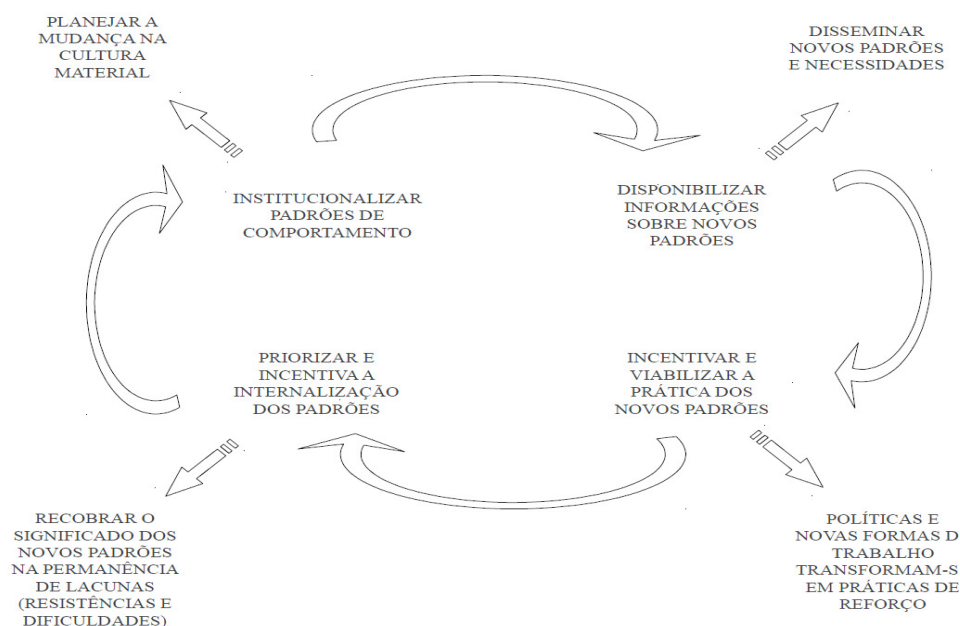 PLANEJAR A
MUDANÇA NA
CULTURA
MATERIAL
DISSEMINAR
NOVOS PADRÕES
E NECESSIDADES
INSTITUCIONALIZAR
PADRÕES DE
COMPORTAMENTO
DISPONIBILIZAR
INFORMAÇÕES
SOBRE NOVOS
PADRÕES
PRIORIZAR E
INCENTIVA A
INTERNALIZAÇÃO
DOS PADRÕES
INCENTIVAR E
VIABILIZAR A
PRÁTICA DOS
NOVOS PADRÕES
RECOBRAR O
SIGNIFICADO DOS
NOVOS PADRÕES
NA PERMANÊNCIA
DE LACUNAS
(RESISTÊNCIAS E
DIFICULDADES)
POLÍTICAS E
NOVAS FORMAS D
TRABALHO
TRANSFORMAM-S
EM PRÁTICAS DE
REFORÇO